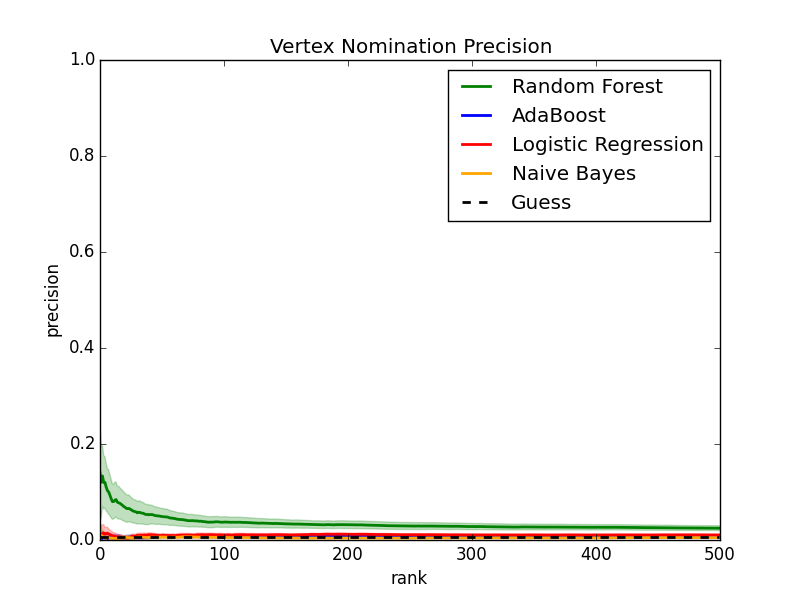 Vertex Nomination Precision
1.0
0.8
0.6
0.4
0.2
0.0
precision
Random Forest
AdaBoost
Logistic Regression
Naive Bayes
Guess
0 100 200 300 400 500
rank